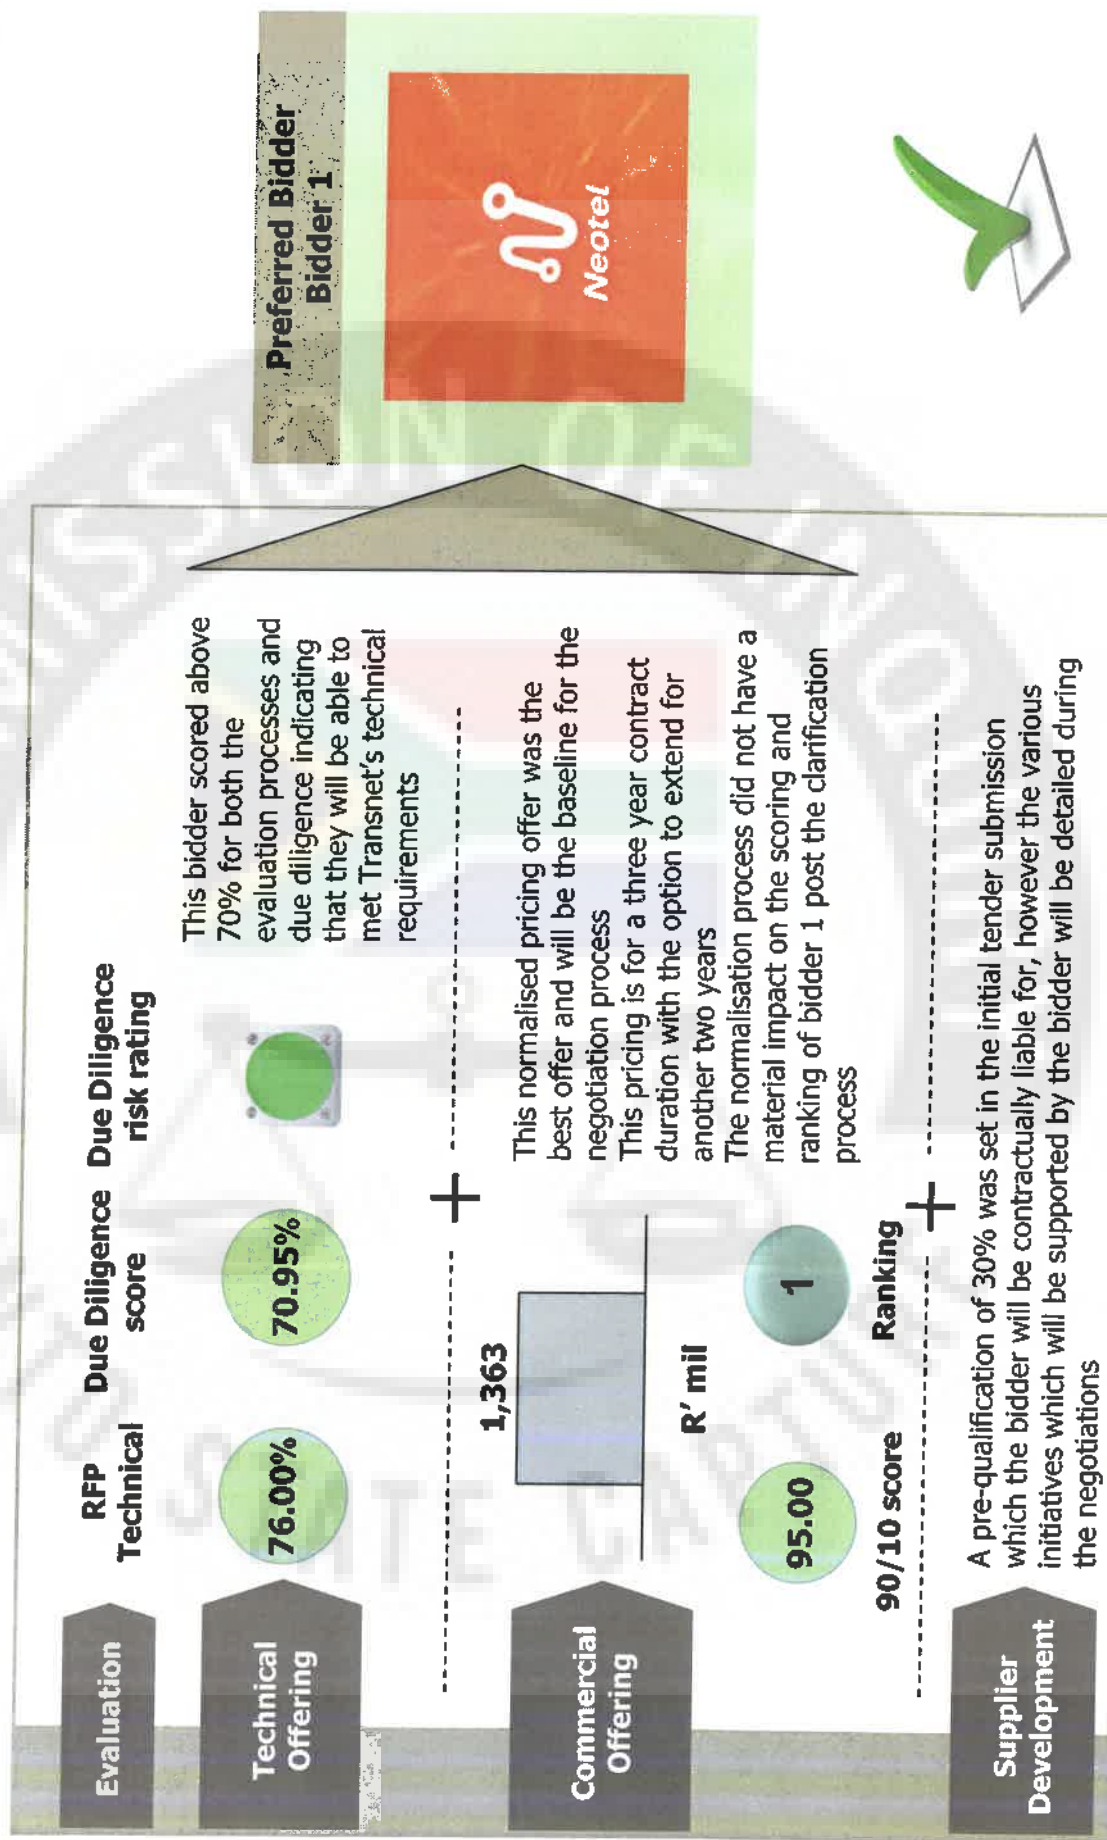 Evaluation
RFP
Technical
Due Diligence
score
Due Diligence
risk rating
Technical
Offering
76.00%
70.95%
This bidder scored above
70% for both the
evaluation processes and
due diligence indicating
that they will be able to
met Transnet's technical
requirements
+
Commercial
Offering
1,363
R' mil
95.00
90/10 score
1
Ranking
This normalised pricing offer was the
best offer and will be the baseline for the
negotiation process
This pricing is for a three year contract
duration with the option to extend for
another two years
The normalisation process did not have a
material impact on the scoring and
ranking of bidder 1 post the clarification
process
+
Supplier
Development
A pre-qualification of 30% was set in the initial tender submission
which the bidder will be contractually liable for, however the various
initiatives which will be supported by the bidder will be detailed during
the negotiations
Preferred Bidder
Bidder 1
Neotel
STATE CAPTURE